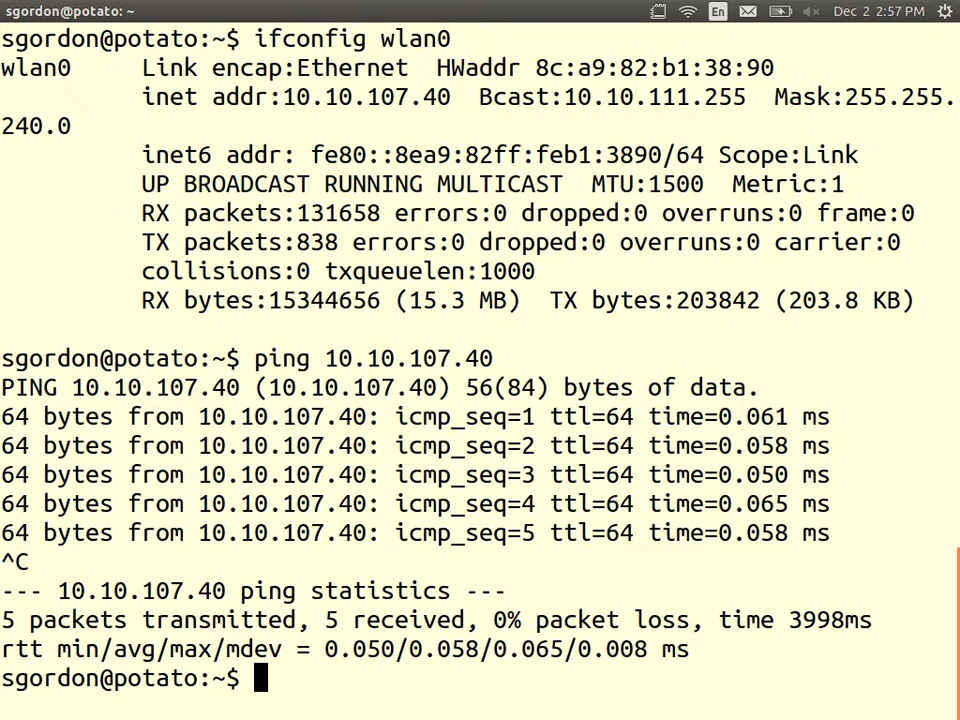 sgordon@potato: ~
En
Dec 2 2:57 PM
sgordon@potato:~$ ifconfig wlan0
wlan0     Link encap:Ethernet  HWaddr 8c:a9:82:b1:38:90
          inet addr:10.10.107.40  Bcast:10.10.111.255  Mask:255.255.
240.0
          inet6 addr: fe80::8ea9:82ff:feb1:3890/64 Scope:Link
          UP BROADCAST RUNNING MULTICAST  MTU:1500  Metric:1
          RX packets:131658 errors:0 dropped:0 overruns:0 frame:0
          TX packets:838 errors:0 dropped:0 overruns:0 carrier:0
          collisions:0 txqueuelen:1000
          RX bytes:15344656 (15.3 MB)  TX bytes:203842 (203.8 KB)
sgordon@potato:~$ ping 10.10.107.40
PING 10.10.107.40 (10.10.107.40) 56(84) bytes of data.
64 bytes from 10.10.107.40: icmp_seq=1 ttl=64 time=0.061 ms
64 bytes from 10.10.107.40: icmp_seq=2 ttl=64 time=0.058 ms
64 bytes from 10.10.107.40: icmp_seq=3 ttl=64 time=0.050 ms
64 bytes from 10.10.107.40: icmp_seq=4 ttl=64 time=0.065 ms
64 bytes from 10.10.107.40: icmp_seq=5 ttl=64 time=0.058 ms
^C
--- 10.10.107.40 ping statistics ---
5 packets transmitted, 5 received, 0% packet loss, time 3998ms
rtt min/avg/max/mdev = 0.050/0.058/0.065/0.008 ms
sgordon@potato:~$